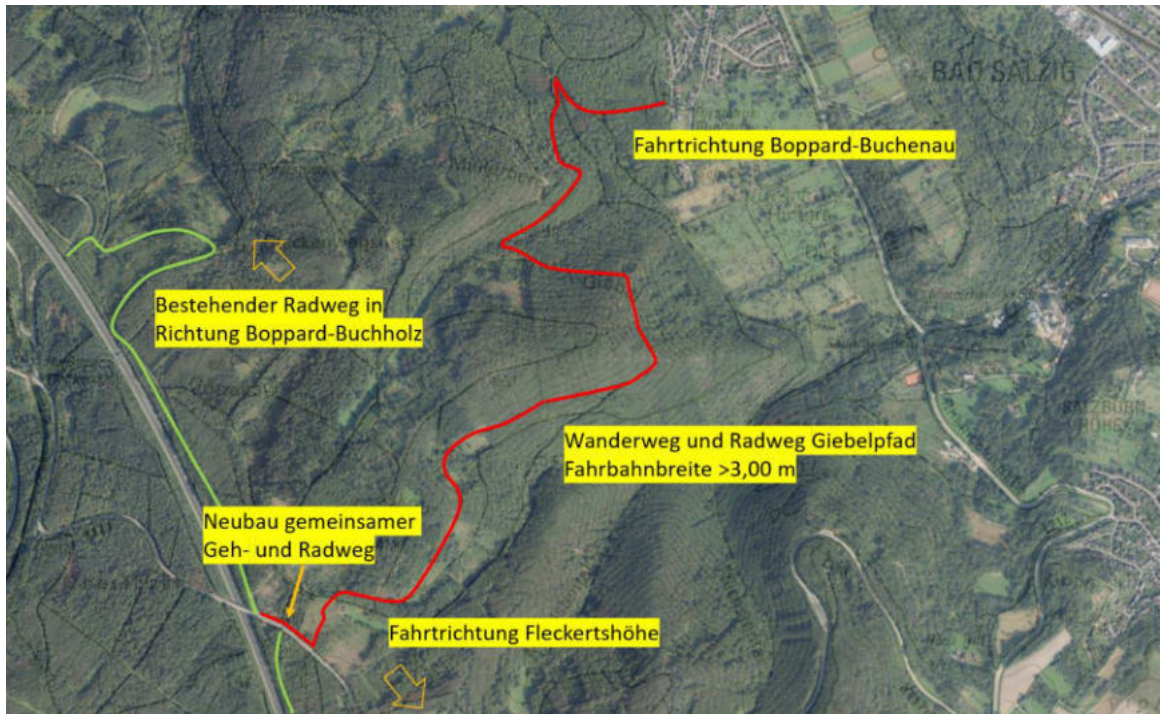 BAD SALZIG
Fahrtrichtung Boppard-Buchenau
Bestehender Radweg in
Richtung Boppard-Buchholz
Wanderweg und Radweg Giebelpfad
Fahrbahnbreite >3,00 m
Neubau gemeinsamer
Geh- und Radweg
Fahrtrichtung Fleckertshöhe